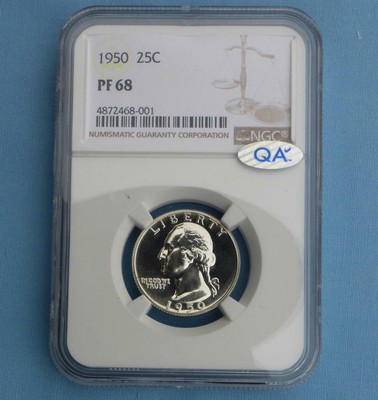 1950 25C
PF 68
4872468-001
NUMISMATIC GUARANTY CORPORATION
NGC®
QA
LIBERTY
IN GOD WE
TRUST
1950